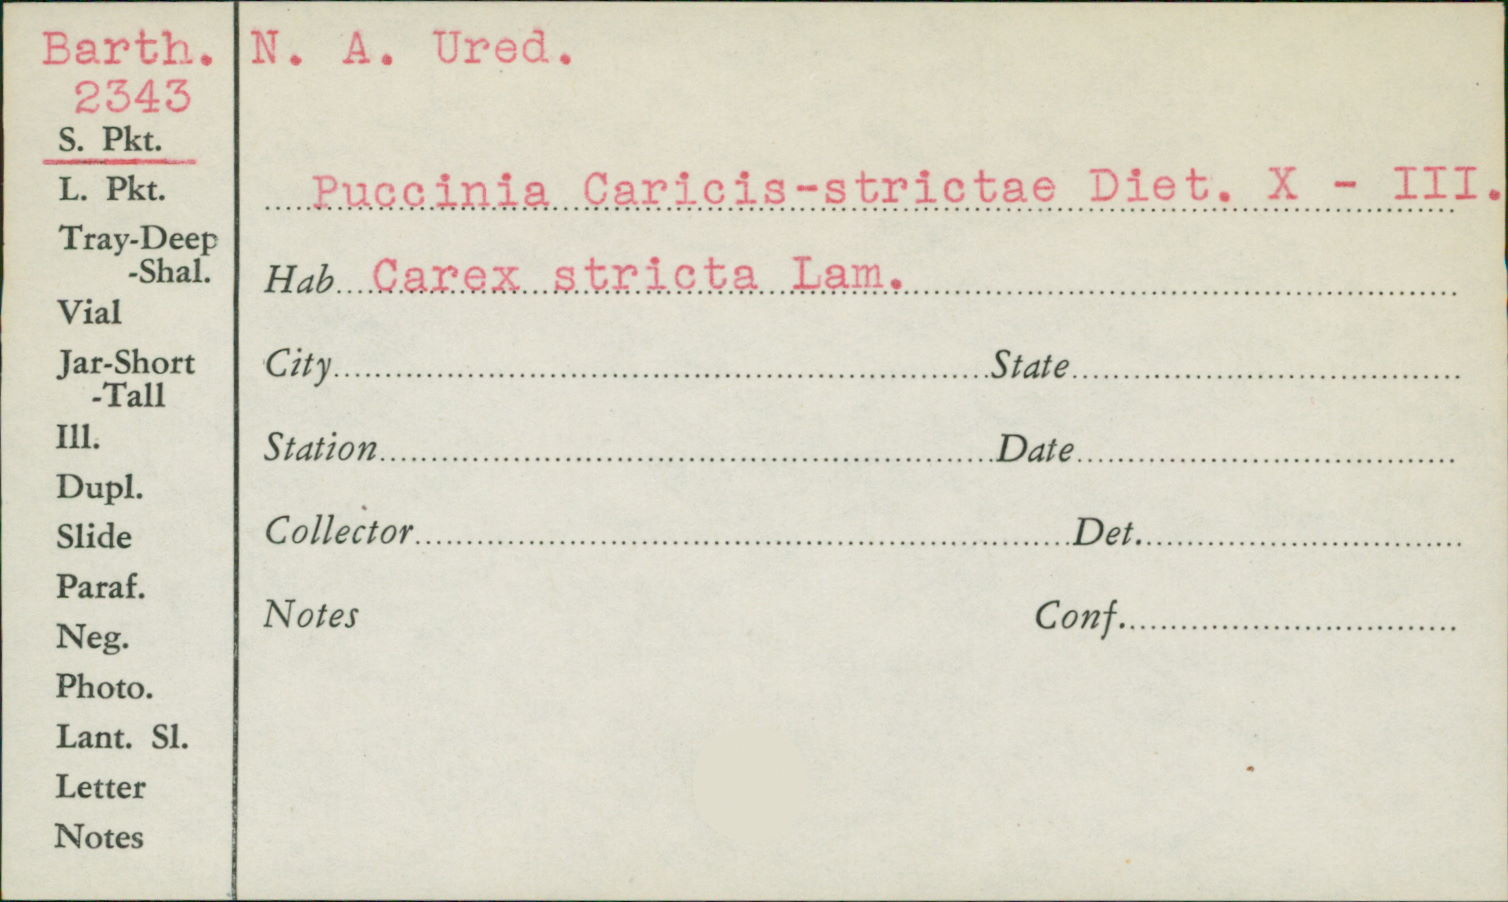 Barth. N. A. Ured.
2343
S. Pkt.
L. Pkt.
Puccinia Caricis-strictae Diet. X - III.
Tray-Deep
-Shal.
Hab Carex stricta Lam.
Vial
Jar-Short
-Tall
City State
Ill.
Station Date
Dupl.
Slide
Collector Det.
Paraf.
Neg.
Notes Conf.
Photo.
Lant. Sl.
Letter
Notes